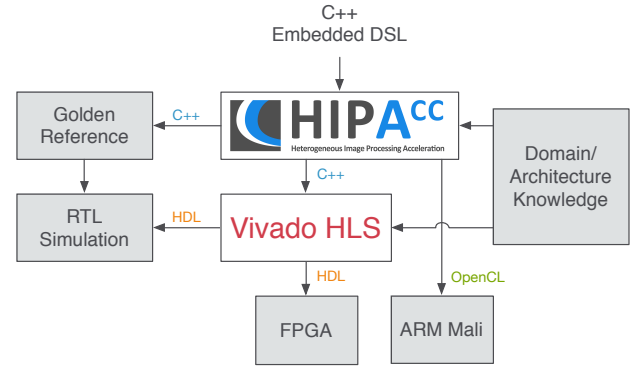 C++
Embedded DSL
Golden
Reference
C++
HIPAcc
Heterogeneous Image Processing Acceleration
Domain/
Architecture
Knowledge
C++
RTL
Simulation
HDL
Vivado HLS
HDL
OpenCL
FPGA
ARM Mali